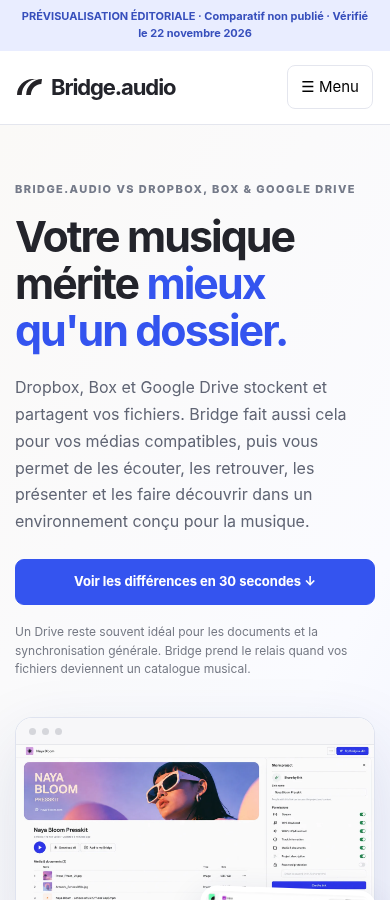 PRÉVISUALISATION ÉDITORIALE · Comparatif non publié · Vérifié
le 22 novembre 2026
Bridge.audio
☰ Menu
BRIDGE.AUDIO VS DROPBOX, BOX & GOOGLE DRIVE
Votre musique
mérite mieux
qu'un dossier.
Dropbox, Box et Google Drive stockent et
partagent vos fichiers. Bridge fait aussi cela
pour vos médias compatibles, puis vous
permet de les écouter, les retrouver, les
présenter et les faire découvrir dans un
environnement conçu pour la musique.
Voir les différences en 30 secondes ↓
Un Drive reste souvent idéal pour les documents et la
synchronisation générale. Bridge prend le relais quand vos
fichiers deviennent un catalogue musical.
Naya Bloom
NAYA
BLOOM
Naya Bloom Presskit